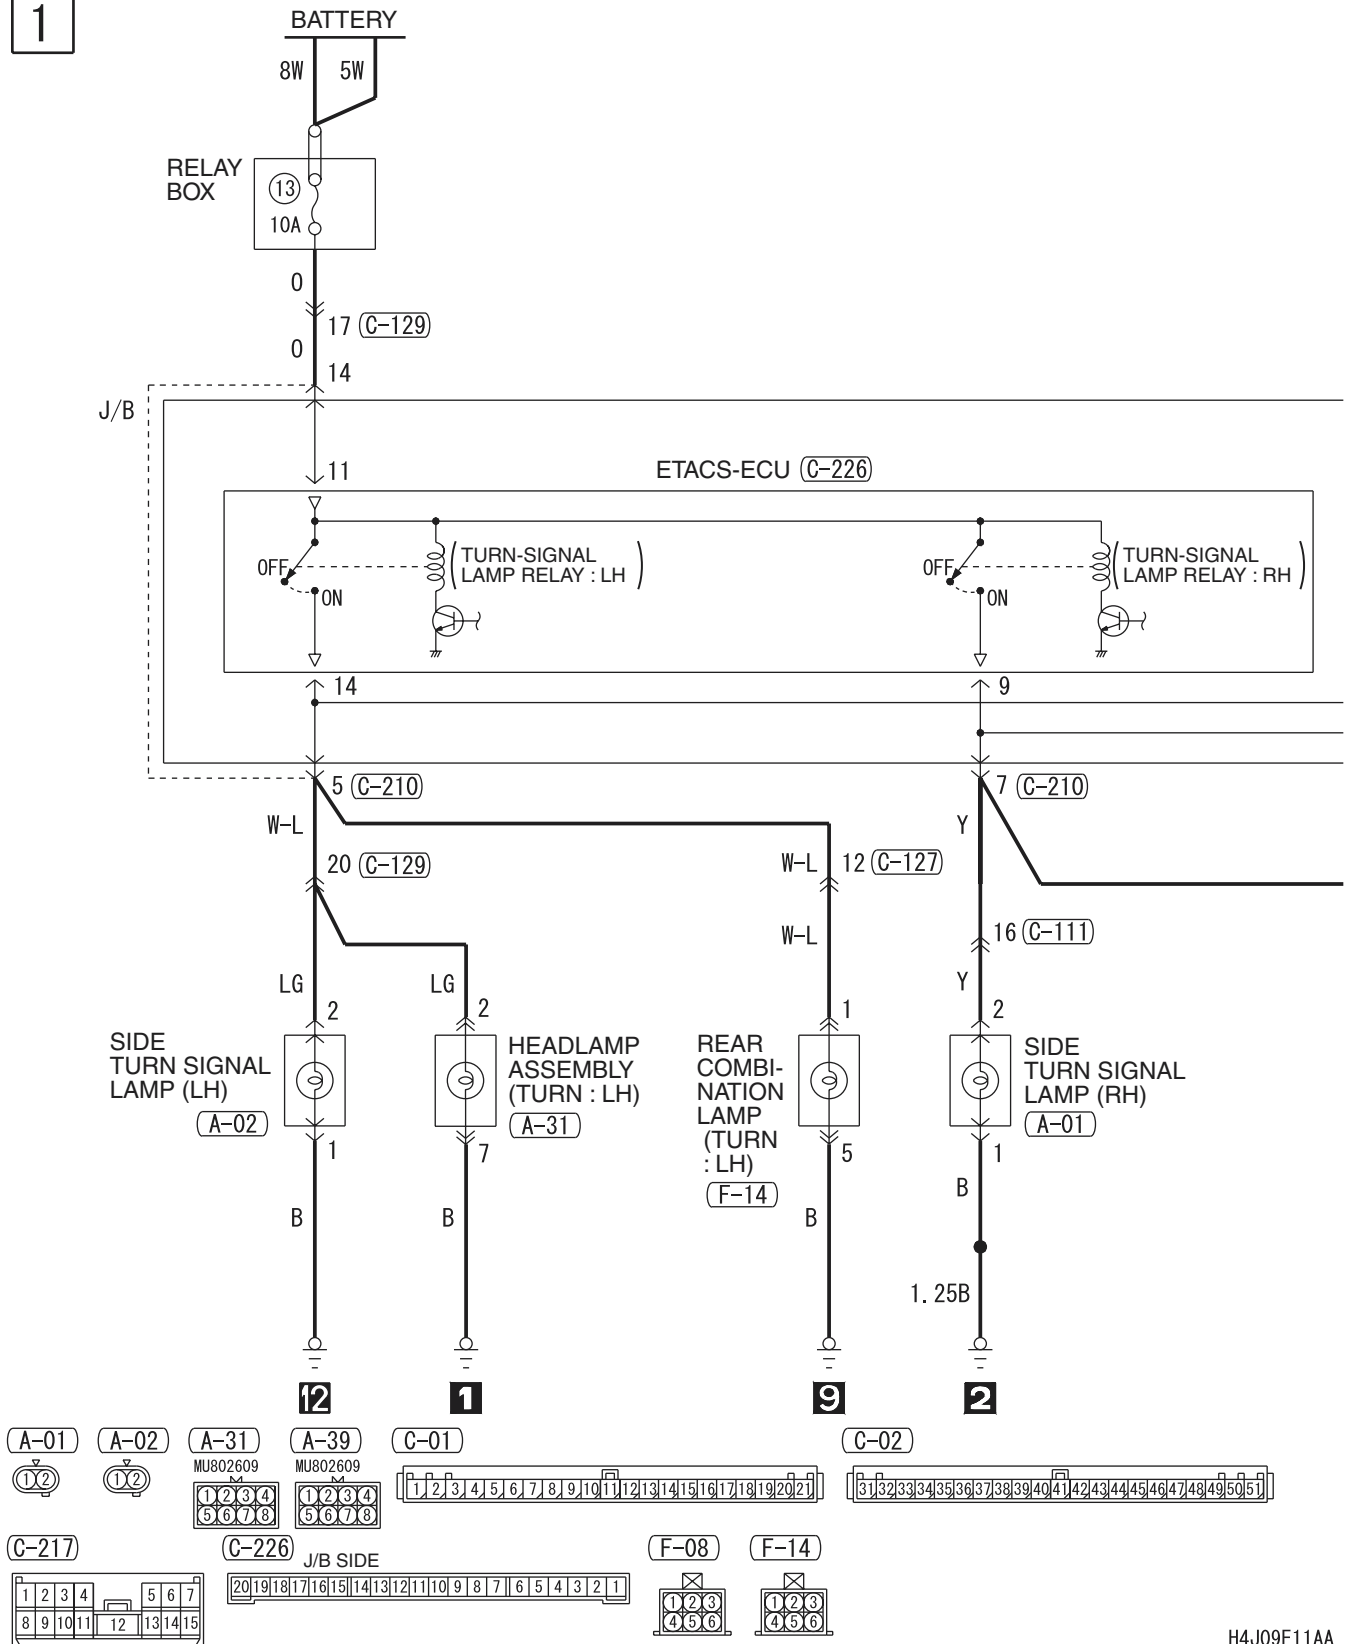 1
BATTERY
8W 5W
RELAY
BOX
13
10A
O
17 C-129
O
14
J/B
11
ETACS-ECU C-226
OFF
ON
(TURN-SIGNAL
LAMP RELAY : LH)
OFF
ON
(TURN-SIGNAL
LAMP RELAY : RH)
14
9
5 C-210
7 C-210
W-L
Y
20 C-129
W-L 12 C-127
W-L
16 C-111
LG
LG
Y
2
2
1
2
SIDE
TURN SIGNAL
LAMP (LH)
A-02
HEADLAMP
ASSEMBLY
(TURN : LH)
A-31
REAR
COMBI-
NATION
LAMP
(TURN
: LH)
F-14
SIDE
TURN SIGNAL
LAMP (RH)
A-01
1
7
5
1
B
B
B
B
1.25B
12
1
9
2
A-01
1 2
A-02
1 2
A-31
MU802609
1 2 3 4
5 6 7 8
A-39
MU802609
1 2 3 4
5 6 7 8
C-01
1 2 3 4 5 6 7 8 9 10 11 12 13 14 15 16 17 18 19 20 21
C-02
31 32 33 34 35 36 37 38 39 40 41 42 43 44 45 46 47 48 49 50 51
C-217
1 2 3 4 5 6 7
8 9 10 11 12 13 14 15
C-226
J/B SIDE
20 19 18 17 16 15 14 13 12 11 10 9 8 7 6 5 4 3 2 1
F-08
1 2 3
4 5 6
F-14
1 2 3
4 5 6
H4J09E11AA